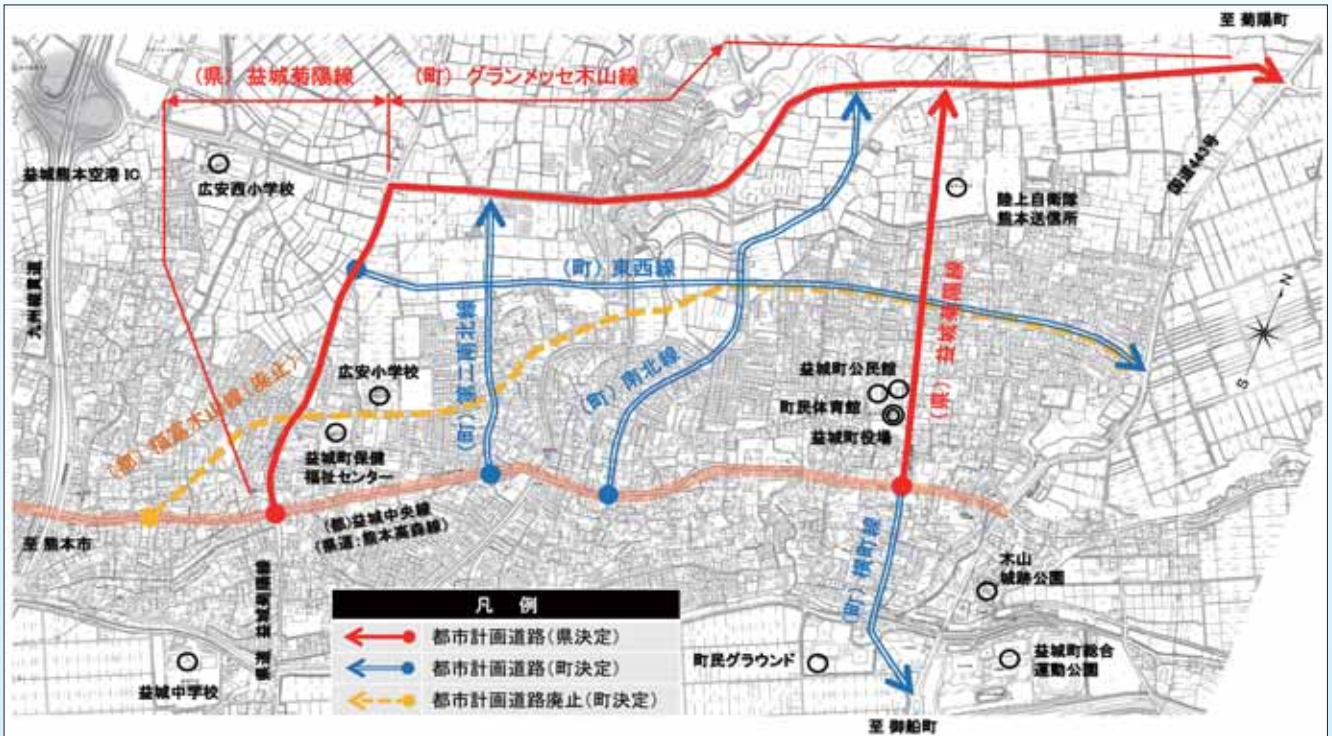 至 菊陽町
(県) 益城菊陽線
(町) グランメッセ木山線
国道443号
益城熊本空港 IC
広安西小学校
陸上自衛隊
熊本送信所
九州縦貫道
(町) 東西線
N
S
(町) 第二南北線
(町) 南北線
(県) 益城菊陽線
広安小学校
益城町公民館
町民体育館
益城町役場
(都) 福富木山線(廃止)
益城町保健
福祉センター
(都)益城中央線
(県道:熊本高森線)
至 熊本市
(町) 横町線
木山
城跡公園
県道 益城菊陽線
凡 例
都市計画道路(県決定)
都市計画道路(町決定)
都市計画道路廃止(町決定)
益城中学校
町民グラウンド
益城町総合
運動公園
至 御船町